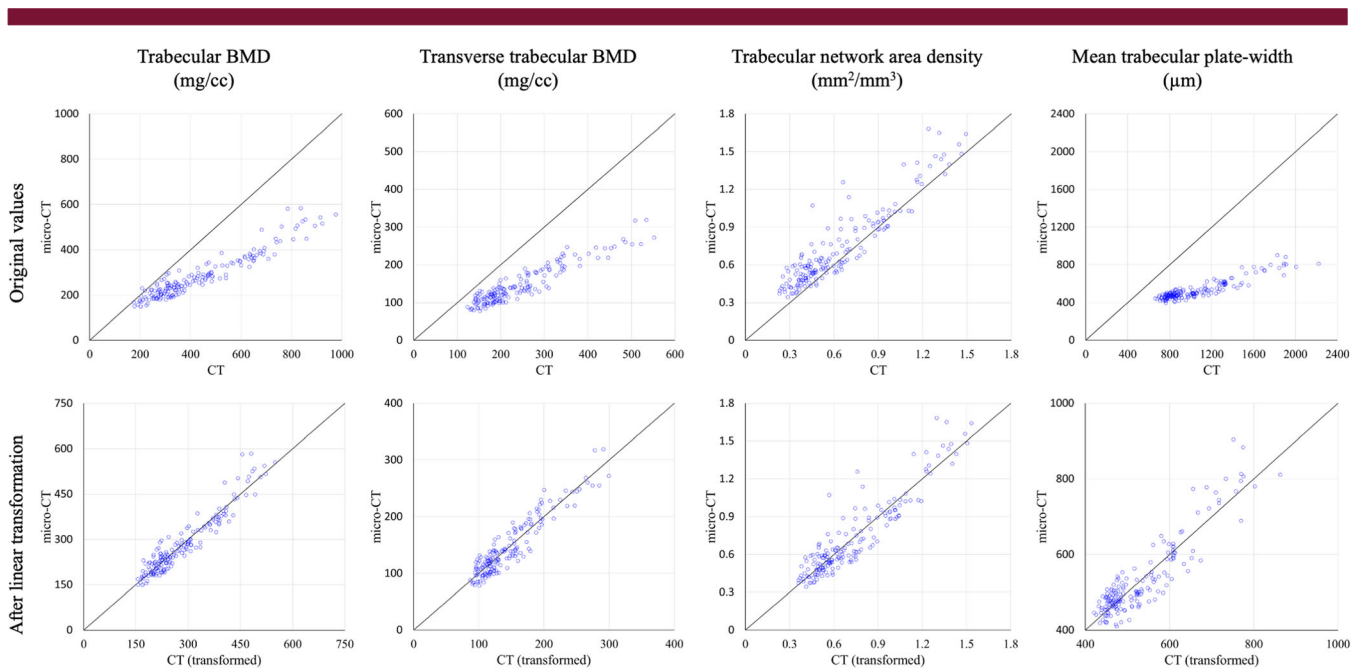 Trabecular BMD
(mg/cc)
Transverse trabecular BMD
(mg/cc)
Trabecular network area density
(mm²/mm³)
Mean trabecular plate-width
(µm)
Original values
micro-CT
1000
800
600
400
200
0
0 200 400 600 800 1000
CT
micro-CT
600
500
400
300
200
100
0
0 100 200 300 400 500 600
CT
micro-CT
1.8
1.5
1.2
0.9
0.6
0.3
0
0 0.3 0.6 0.9 1.2 1.5 1.8
CT
micro-CT
2400
2000
1600
1200
800
400
0
0 400 800 1200 1600 2000 2400
CT
After linear transformation
micro-CT
750
600
450
300
150
0
0 150 300 450 600 750
CT (transformed)
micro-CT
400
300
200
100
0
0 100 200 300 400
CT (transformed)
micro-CT
1.8
1.5
1.2
0.9
0.6
0.3
0
0 0.3 0.6 0.9 1.2 1.5 1.8
CT (transformed)
micro-CT
1000
800
600
400
400 500 600 700 800 900 1000
CT (transformed)